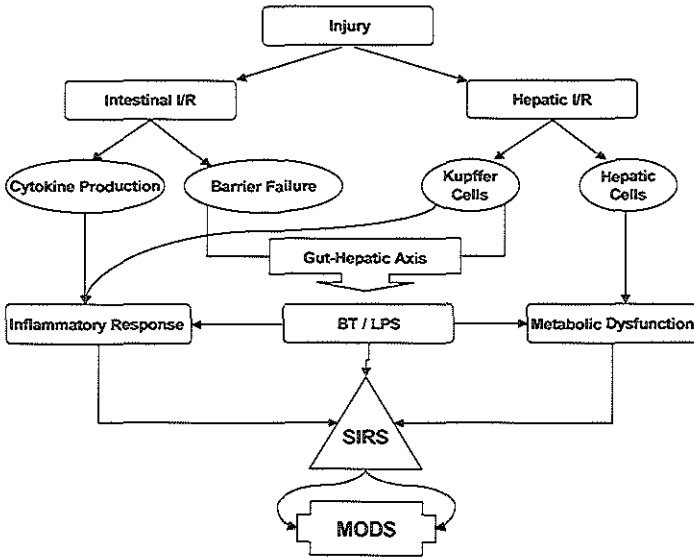 Injury
Intestinal I/R
Hepatic I/R
Cytokine Production
Barrier Failure
Kupffer
Cells
Hepatic
Cells
Gut-Hepatic Axis
Inflammatory Response
BT / LPS
Metabolic Dysfunction
SIRS
MODS